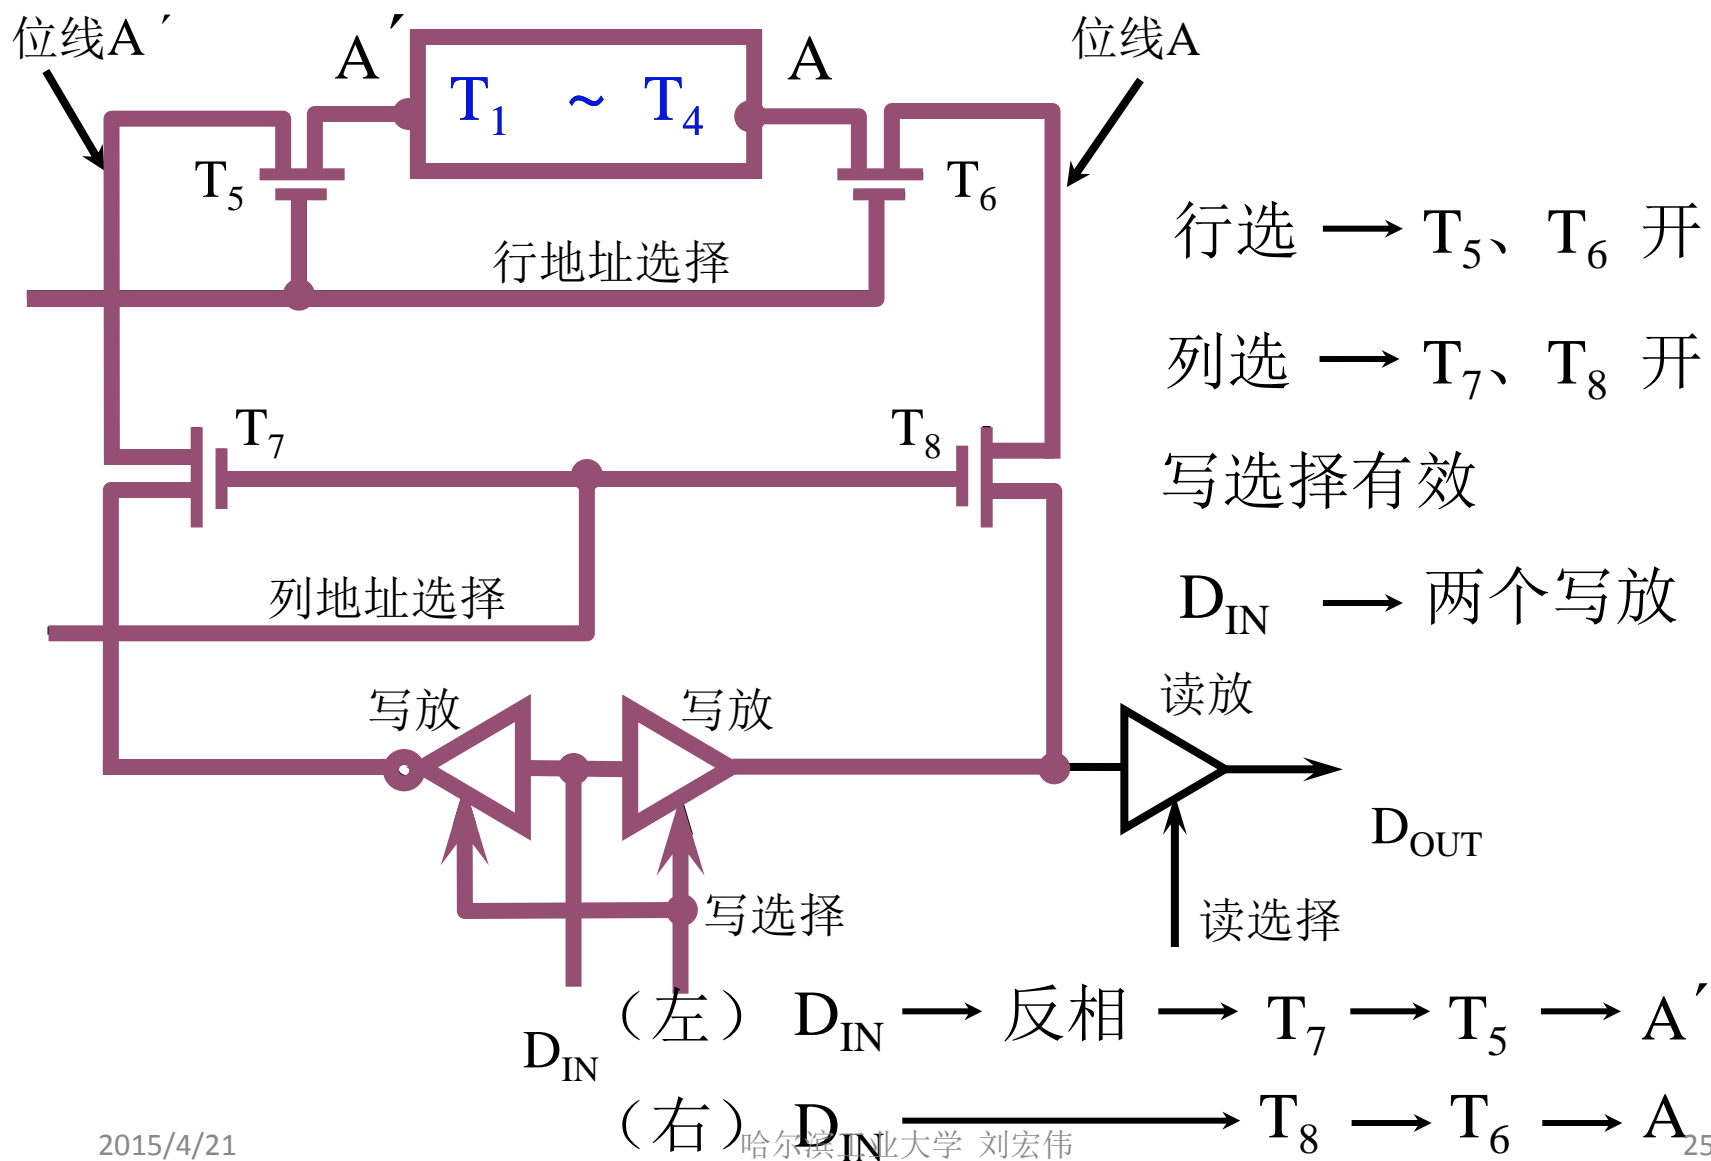 位线A ′
A ′
A
位线A
T1 ~ T4
T5
T6
行选 → T5、T6 开
行地址选择
列选 → T7、T8 开
T7
T8
写选择有效
列地址选择
DIN → 两个写放
写放
写放
读放
DOUT
写选择
读选择
DIN
（左） DIN → 反相 → T7 → T5 → A ′
（右） DIN → T8 → T6 → A
2015/4/21
哈尔滨工业大学 刘宏伟
25